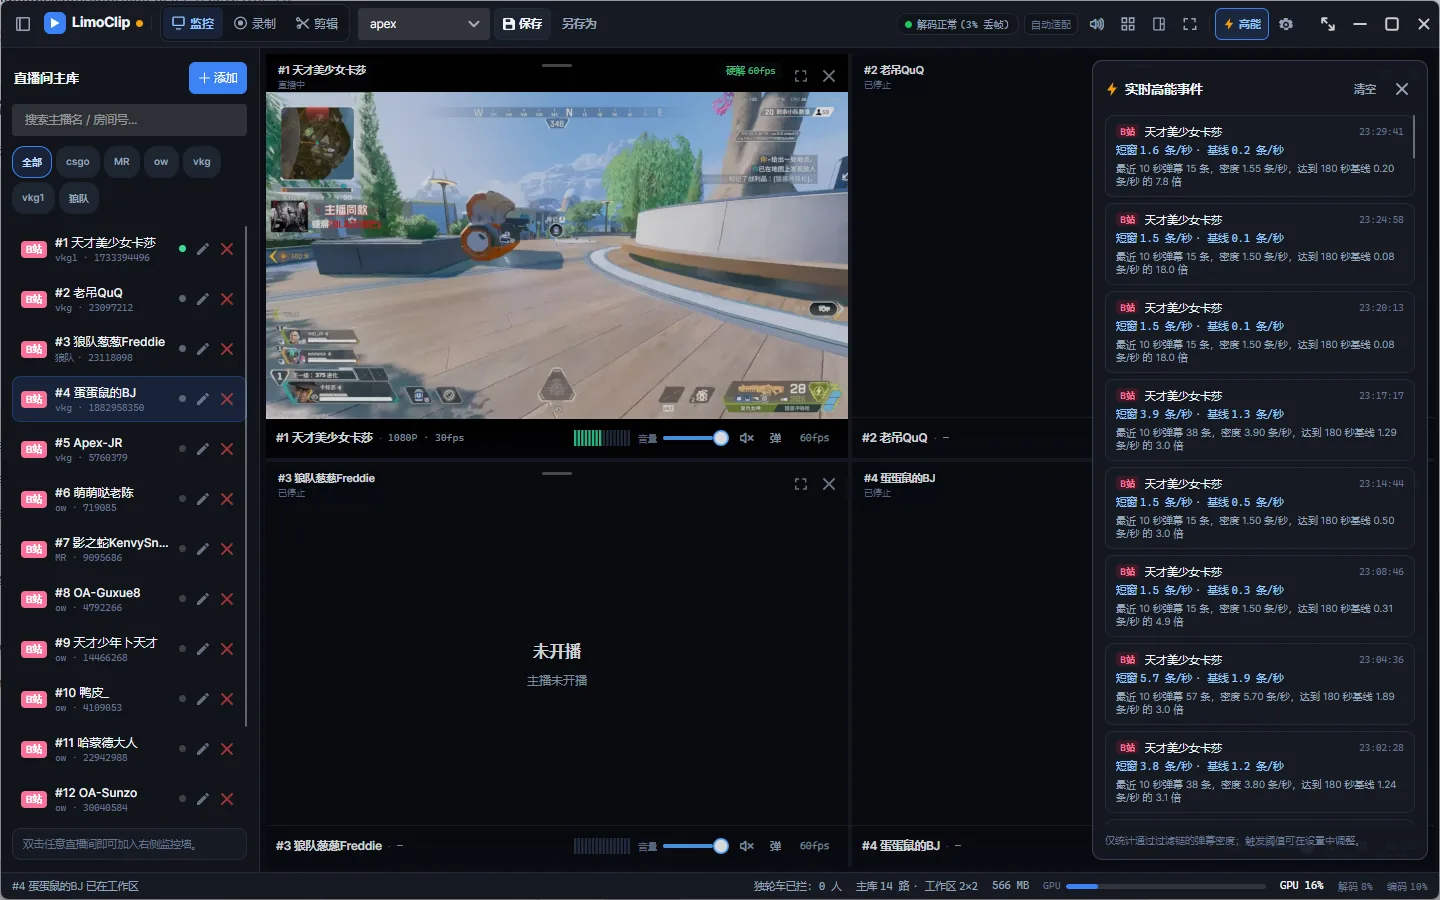 LimoClip
监控
录制
剪辑
apex
保存
另存为
解码正常 (3% 丢帧)
自动适配
高能
直播间主库
添加
搜索主播名 / 房间号...
全部
csgo
MR
ow
vkg
vkg1
狼队
B站 #1 天才美少女卡莎
vkg1 · 1733394496
B站 #2 老吊QuQ
vkg · 23097212
B站 #3 狼队葱葱Freddie
狼队 · 23118098
B站 #4 蛋蛋鼠的BJ
vkg · 1882958350
B站 #5 Apex-JR
vkg · 5760379
B站 #6 萌萌哒老陈
ow · 719085
B站 #7 影之蛇KenvySn...
MR · 9095686
B站 #8 OA-Guxue8
ow · 4792266
B站 #9 天才少年卜天才
ow · 14466268
B站 #10 鸭皮_
ow · 4109053
B站 #11 哈蒙德大人
ow · 22942988
B站 #12 OA-Sunzo
ow · 30040584
双击任意直播间即可加入右侧监控墙。
#1 天才美少女卡莎
直播中
硬解 60fps
W
N
E
348
主播同款
28
#1 天才美少女卡莎 · 1080P · 30fps
音量
弹
60fps
#2 老吊QuQ
已停止
#2 老吊QuQ · —
#3 狼队葱葱Freddie
已停止
未开播
主播未开播
#3 狼队葱葱Freddie · —
音量
弹
60fps
#4 蛋蛋鼠的BJ
已停止
#4 蛋蛋鼠的BJ · —
实时高能事件
清空
B站 天才美少女卡莎 23:29:41
短窗 1.6 条/秒 · 基线 0.2 条/秒
最近 10 秒弹幕 15 条，密度 1.55 条/秒，达到 180 秒基线 0.20
条/秒 的 7.8 倍
B站 天才美少女卡莎 23:24:58
短窗 1.5 条/秒 · 基线 0.1 条/秒
最近 10 秒弹幕 15 条，密度 1.50 条/秒，达到 180 秒基线 0.08
条/秒 的 18.0 倍
B站 天才美少女卡莎 23:20:13
短窗 1.5 条/秒 · 基线 0.1 条/秒
最近 10 秒弹幕 15 条，密度 1.50 条/秒，达到 180 秒基线 0.08
条/秒 的 18.0 倍
B站 天才美少女卡莎 23:17:17
短窗 3.9 条/秒 · 基线 1.3 条/秒
最近 10 秒弹幕 38 条，密度 3.90 条/秒，达到 180 秒基线 1.29
条/秒 的 3.0 倍
B站 天才美少女卡莎 23:14:44
短窗 1.5 条/秒 · 基线 0.5 条/秒
最近 10 秒弹幕 15 条，密度 1.50 条/秒，达到 180 秒基线 0.50
条/秒 的 3.0 倍
B站 天才美少女卡莎 23:08:46
短窗 1.5 条/秒 · 基线 0.3 条/秒
最近 10 秒弹幕 15 条，密度 1.50 条/秒，达到 180 秒基线 0.31
条/秒 的 4.9 倍
B站 天才美少女卡莎 23:04:36
短窗 5.7 条/秒 · 基线 1.9 条/秒
最近 10 秒弹幕 57 条，密度 5.70 条/秒，达到 180 秒基线 1.89
条/秒 的 3.0 倍
B站 天才美少女卡莎 23:02:28
短窗 3.8 条/秒 · 基线 1.2 条/秒
最近 10 秒弹幕 38 条，密度 3.80 条/秒，达到 180 秒基线 1.24
条/秒 的 3.1 倍
仅统计通过过滤链的弹幕密度；触发阈值可在设置中调整。
#4 蛋蛋鼠的BJ 已在工作区
独轮车已拦: 0 人
主库 14 路 · 工作区 2×2
566 MB
GPU
GPU 16%
解码 8%
编码 10%